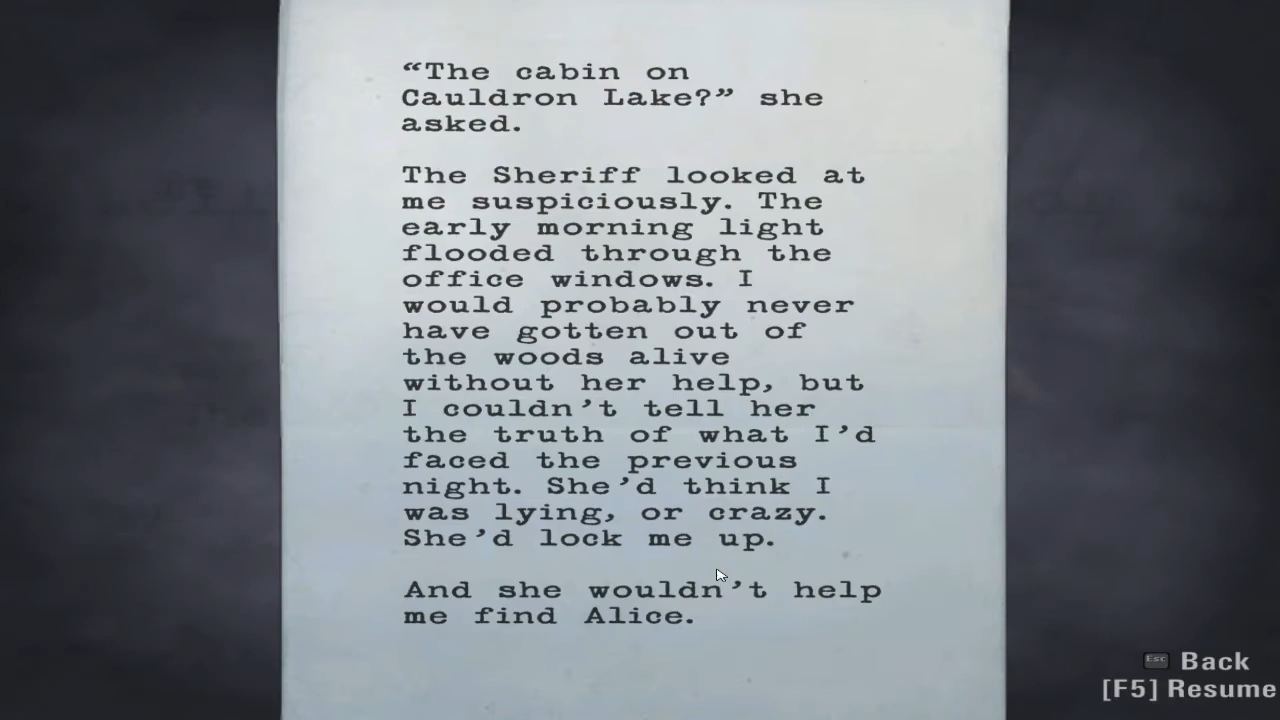 “The cabin on
Cauldron Lake?” she
asked.
The Sheriff looked at
me suspiciously. The
early morning light
flooded through the
office windows. I
would probably never
have gotten out of
the woods alive
without her help, but
I couldn’t tell her
the truth of what I’d
faced the previous
night. She’d think I
was lying, or crazy.
She’d lock me up.
And she wouldn’t help
me find Alice.
Esc Back
[F5] Resume